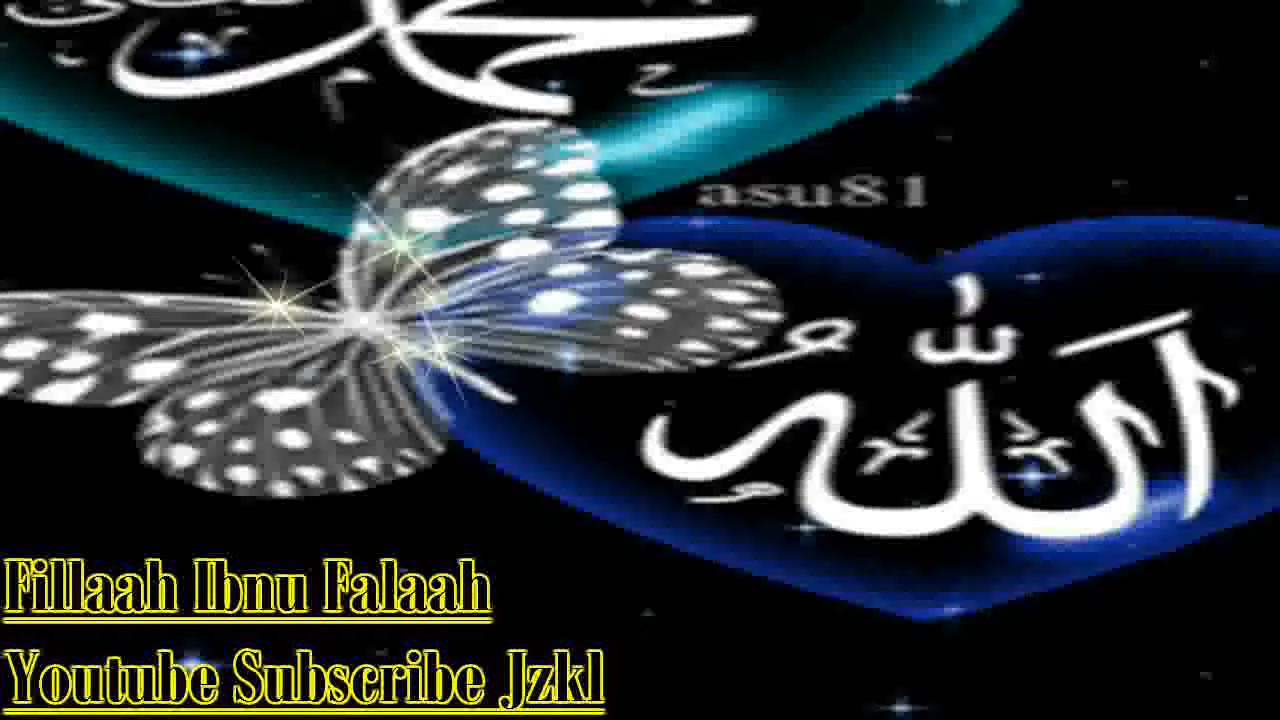 محمد
asu81
الله
Fillaah Ibnu Falaah
Youtube Subscribe Jzkl